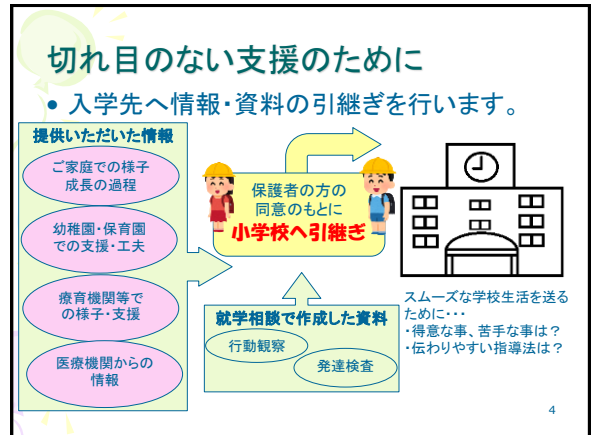 切れ目のない支援のために
• 入学先へ情報・資料の引継ぎを行います。
提供いただいた情報
ご家庭での様子
成長の過程
幼稚園・保育園
での支援・工夫
療育機関等で
の様子・支援
医療機関からの
情報
保護者の方の
同意のもとに
小学校へ引継ぎ
就学相談で作成した資料
行動観察
発達検査
スムーズな学校生活を送る
ために・・・
・得意な事、苦手な事は？
・伝わりやすい指導法は？
4